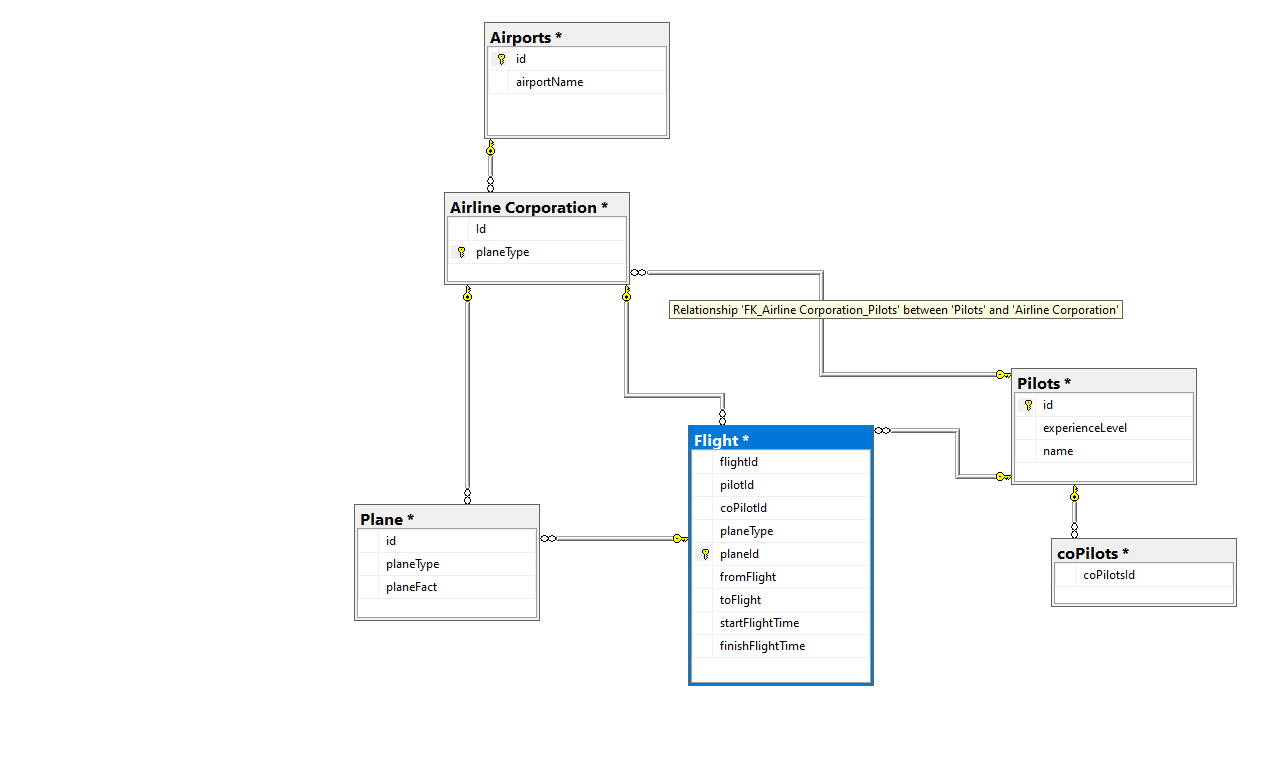 Airports *
id
airportName
Airline Corporation *
Id
planeType
Relationship 'FK_Airline Corporation_Pilots' between 'Pilots' and 'Airline Corporation'
Pilots *
id
experienceLevel
name
Flight *
flightId
pilotId
coPilotId
planeType
planeId
fromFlight
toFlight
startFlightTime
finishFlightTime
Plane *
id
planeType
planeFact
coPilots *
coPilotsId